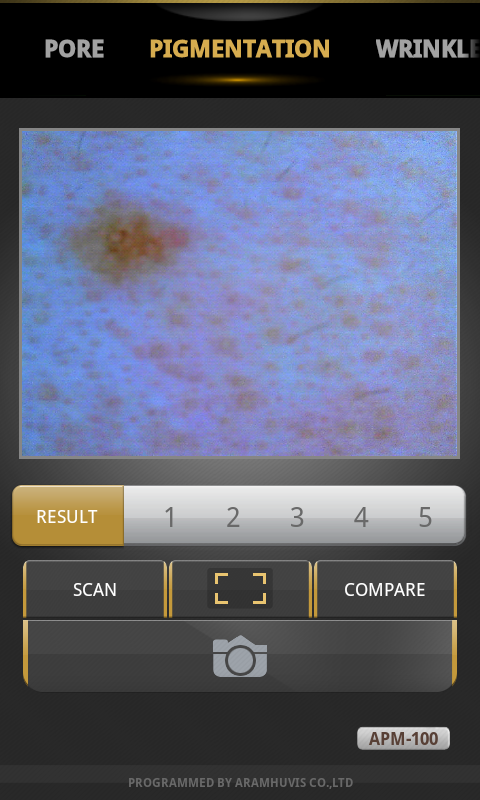 PORE PIGMENTATION WRINKLE
RESULT 1 2 3 4 5
SCAN COMPARE
APM-100
PROGRAMMED BY ARAMHUVIS CO.,LTD